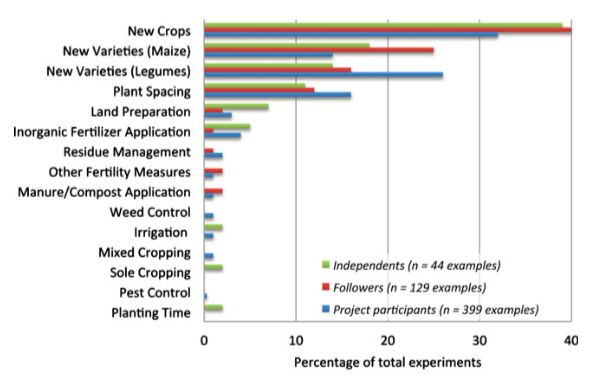 New Crops
New Varieties (Maize)
New Varieties (Legumes)
Plant Spacing
Land Preparation
Inorganic Fertilizer Application
Residue Management
Other Fertility Measures
Manure/Compost Application
Weed Control
Irrigation
Mixed Cropping
Sole Cropping
Pest Control
Planting Time
Independents (n = 44 examples)
Followers (n = 129 examples)
Project participants (n = 399 examples)
0 10 20 30 40
Percentage of total experiments